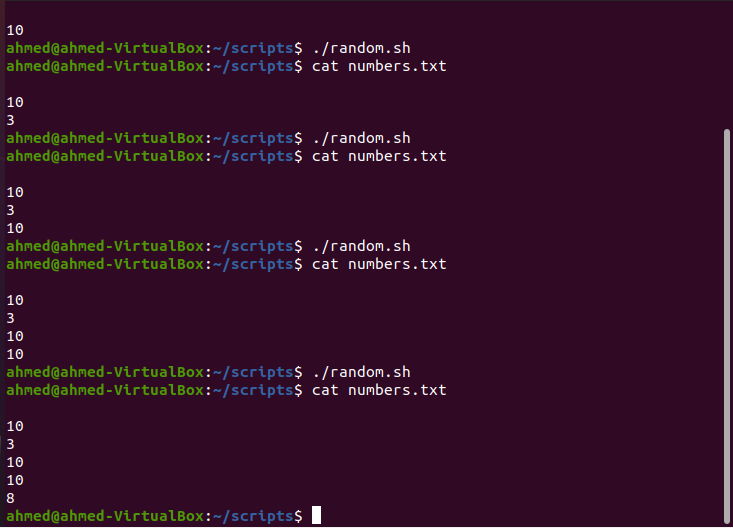 10
ahmed@ahmed-VirtualBox:~/scripts$ ./random.sh
ahmed@ahmed-VirtualBox:~/scripts$ cat numbers.txt
10
3
ahmed@ahmed-VirtualBox:~/scripts$ ./random.sh
ahmed@ahmed-VirtualBox:~/scripts$ cat numbers.txt
10
3
10
ahmed@ahmed-VirtualBox:~/scripts$ ./random.sh
ahmed@ahmed-VirtualBox:~/scripts$ cat numbers.txt
10
3
10
10
ahmed@ahmed-VirtualBox:~/scripts$ ./random.sh
ahmed@ahmed-VirtualBox:~/scripts$ cat numbers.txt
10
3
10
10
8
ahmed@ahmed-VirtualBox:~/scripts$